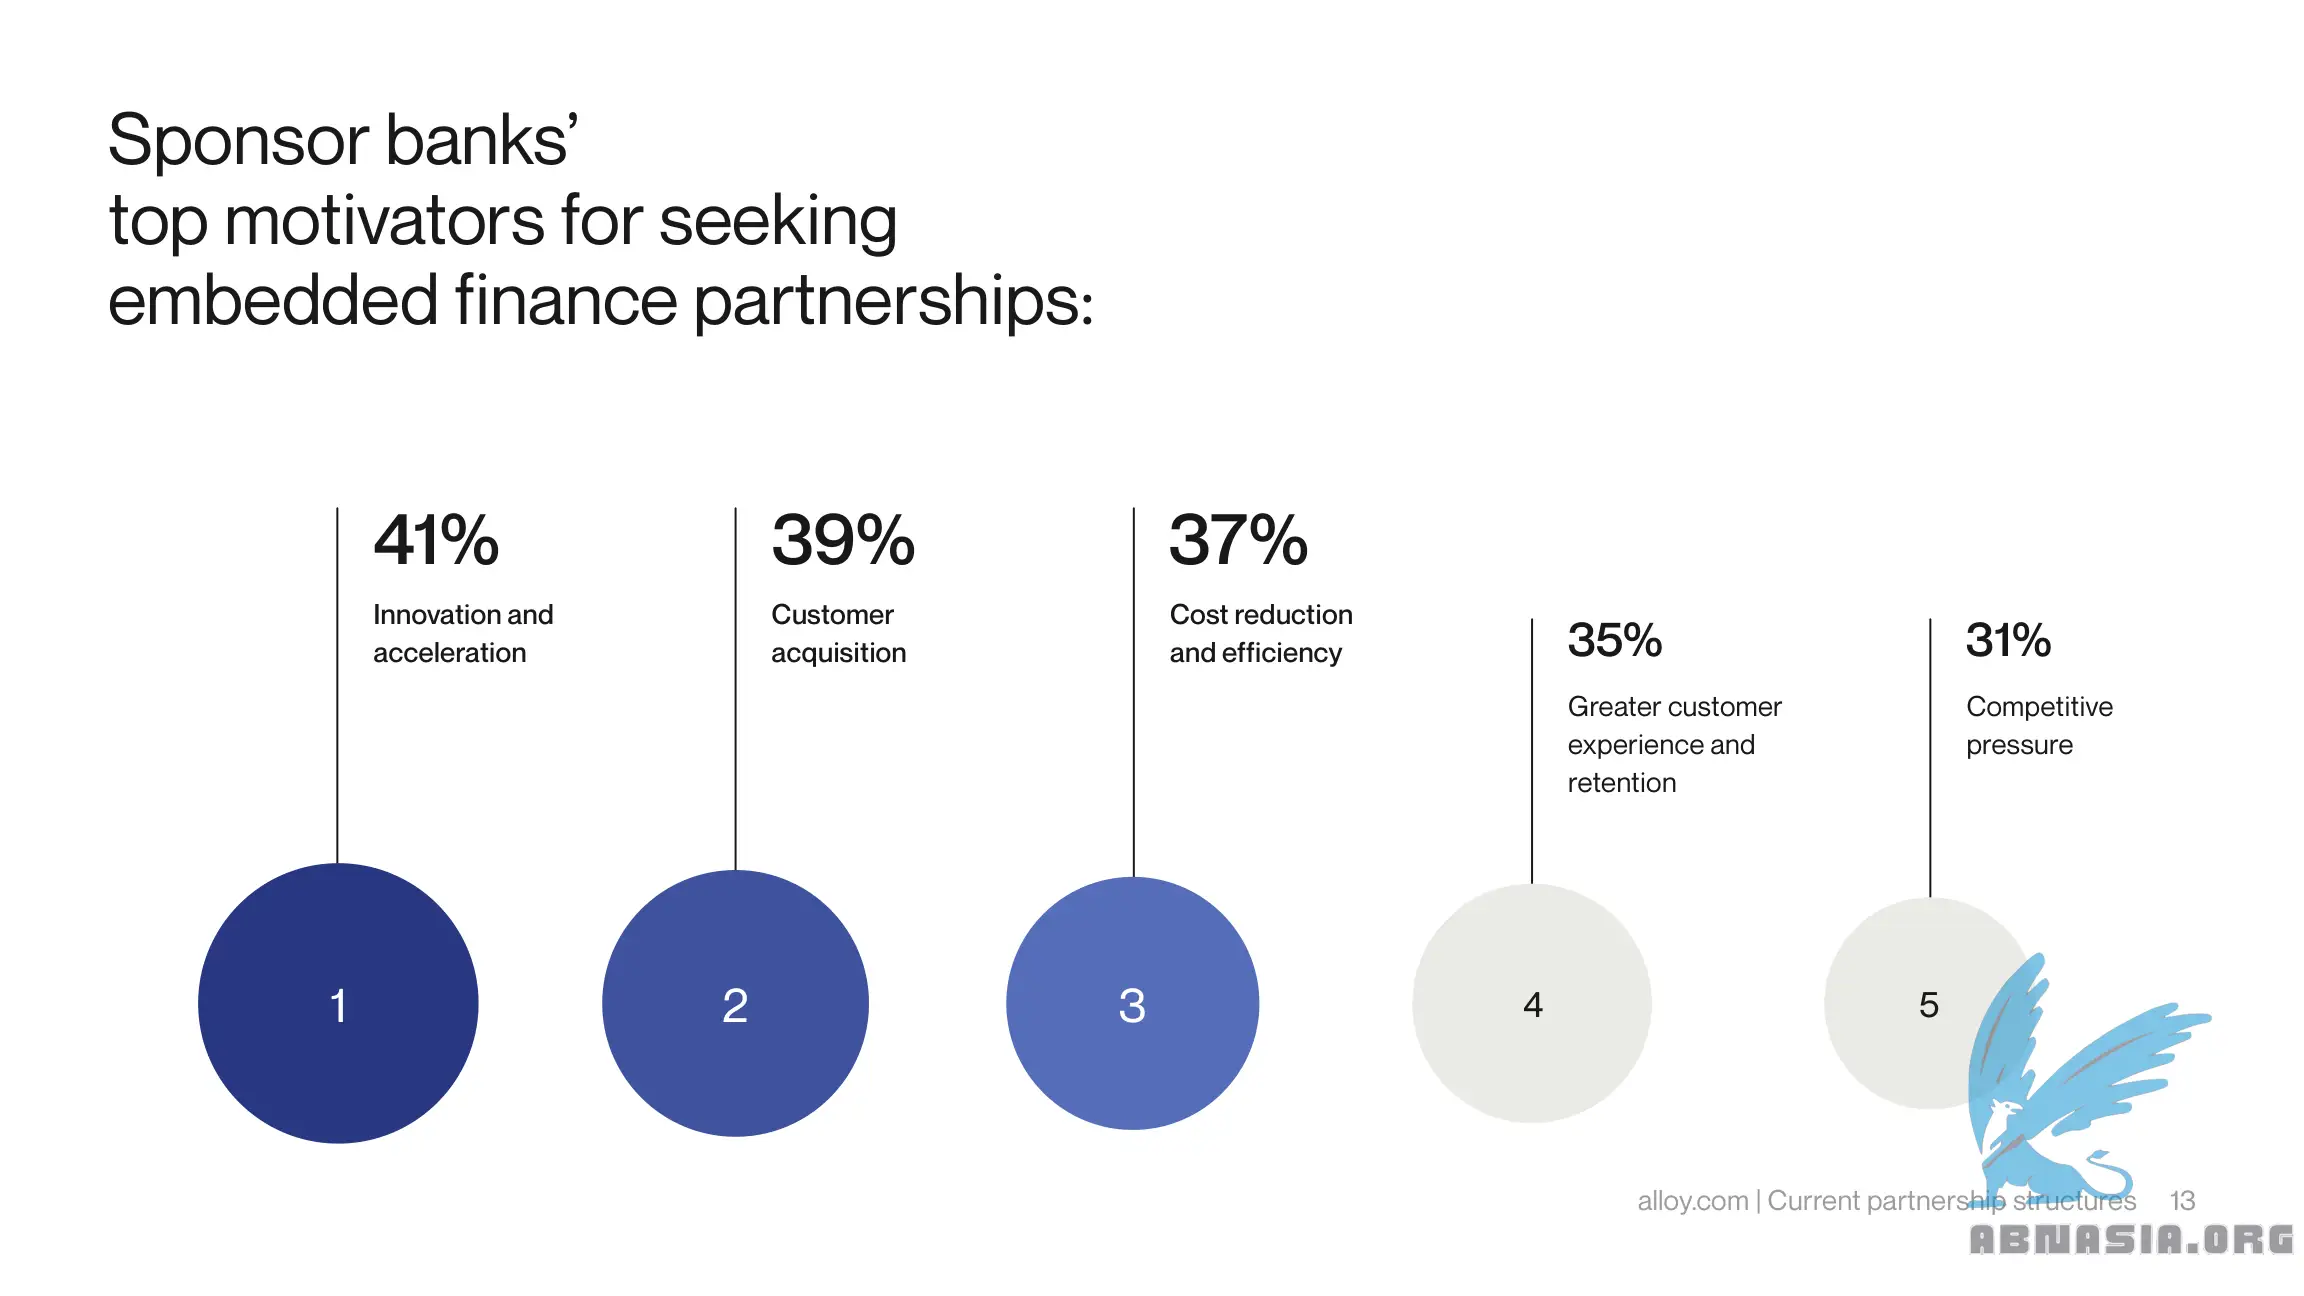 Sponsor banks’
top motivators for seeking
embedded finance partnerships:
41%
Innovation and
acceleration
39%
Customer
acquisition
37%
Cost reduction
and efficiency
35%
Greater customer
experience and
retention
31%
Competitive
pressure
1
2
3
4
5
alloy.com | Current partnership structures 13
ABNASIA.ORG